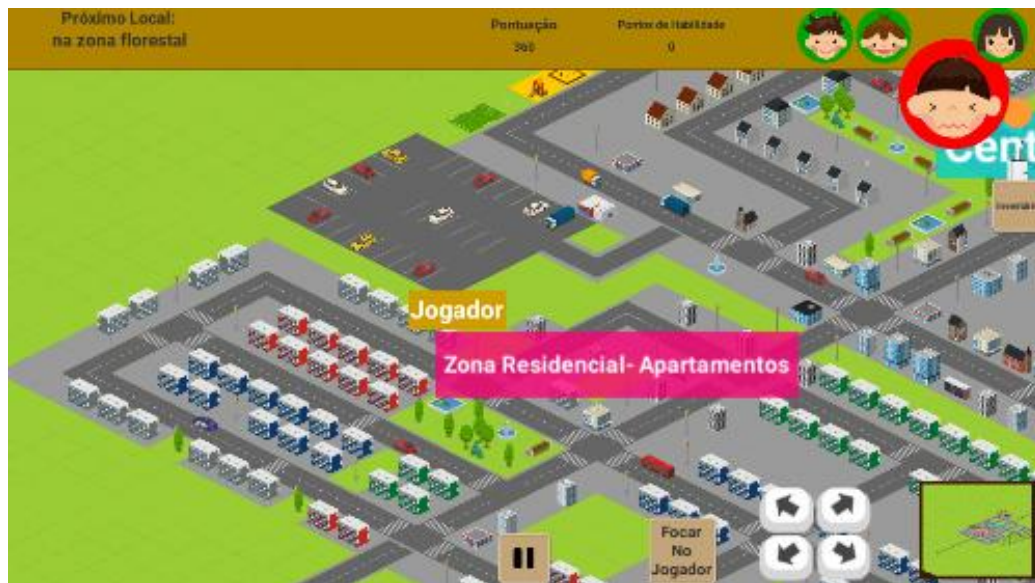 Próximo Local:
na zona florestal
Pontuação
360
Pontos de Habilidade
0
Cent
Inventário
Jogador
Zona Residencial- Apartamentos
Focar
No
Jogador